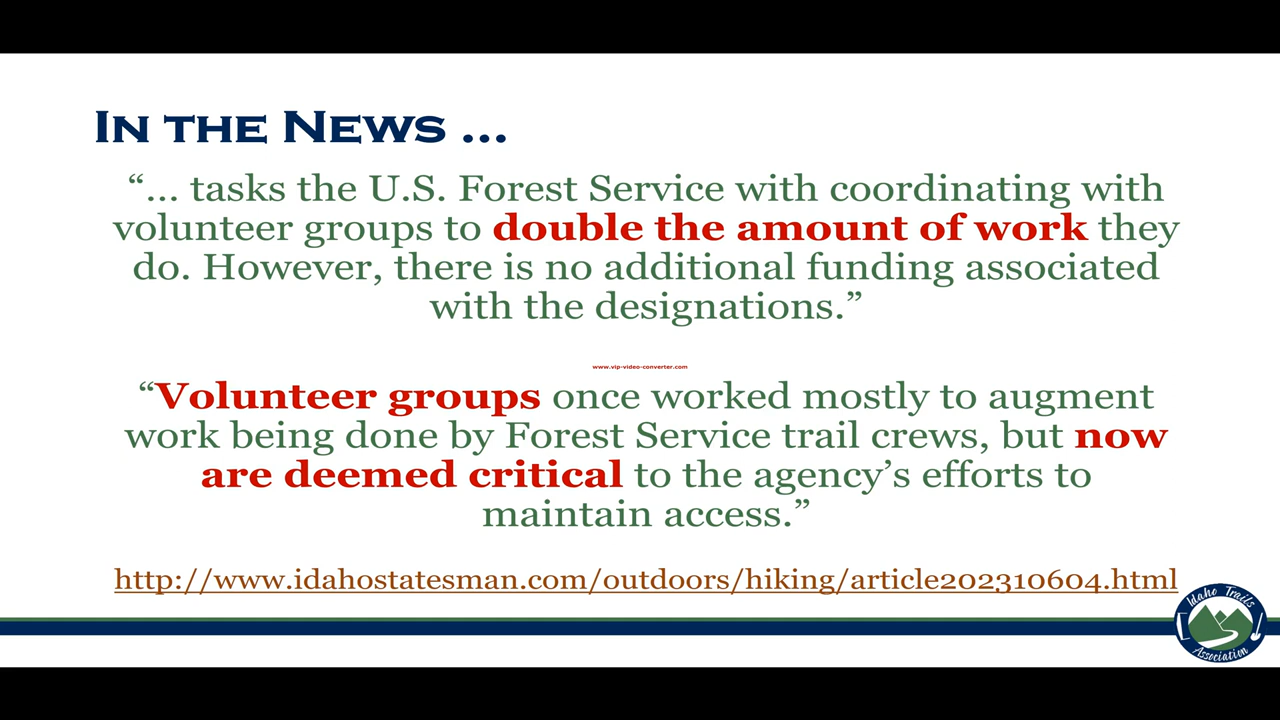 In the News ...
“... tasks the U.S. Forest Service with coordinating with
volunteer groups to double the amount of work they
do. However, there is no additional funding associated
with the designations.”
www.vip-video-converter.com
“Volunteer groups once worked mostly to augment
work being done by Forest Service trail crews, but now
are deemed critical to the agency’s efforts to
maintain access.”
http://www.idahostatesman.com/outdoors/hiking/article202310604.html
Idaho Trails
Association